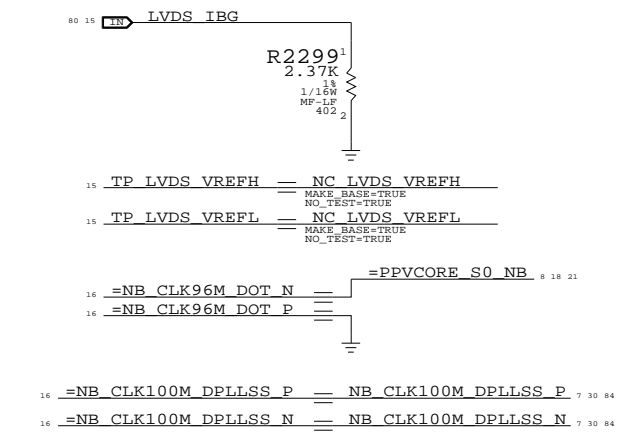 80 15 IN LVDS_IBG
R2299 1
2.37K
1%
1/16W
MF-LF
402 2
15 TP_LVDS_VREFH NC_LVDS_VREFH
MAKE_BASE=TRUE
NO_TEST=TRUE
15 TP_LVDS_VREFL NC_LVDS_VREFL
MAKE_BASE=TRUE
NO_TEST=TRUE
=PPVCORE_S0_NB 8 18 21
16 =NB_CLK96M_DOT_N
16 =NB_CLK96M_DOT_P
16 =NB_CLK100M_DPLLSS_P NB_CLK100M_DPLLSS_P 7 30 84
16 =NB_CLK100M_DPLLSS_N NB_CLK100M_DPLLSS_N 7 30 84